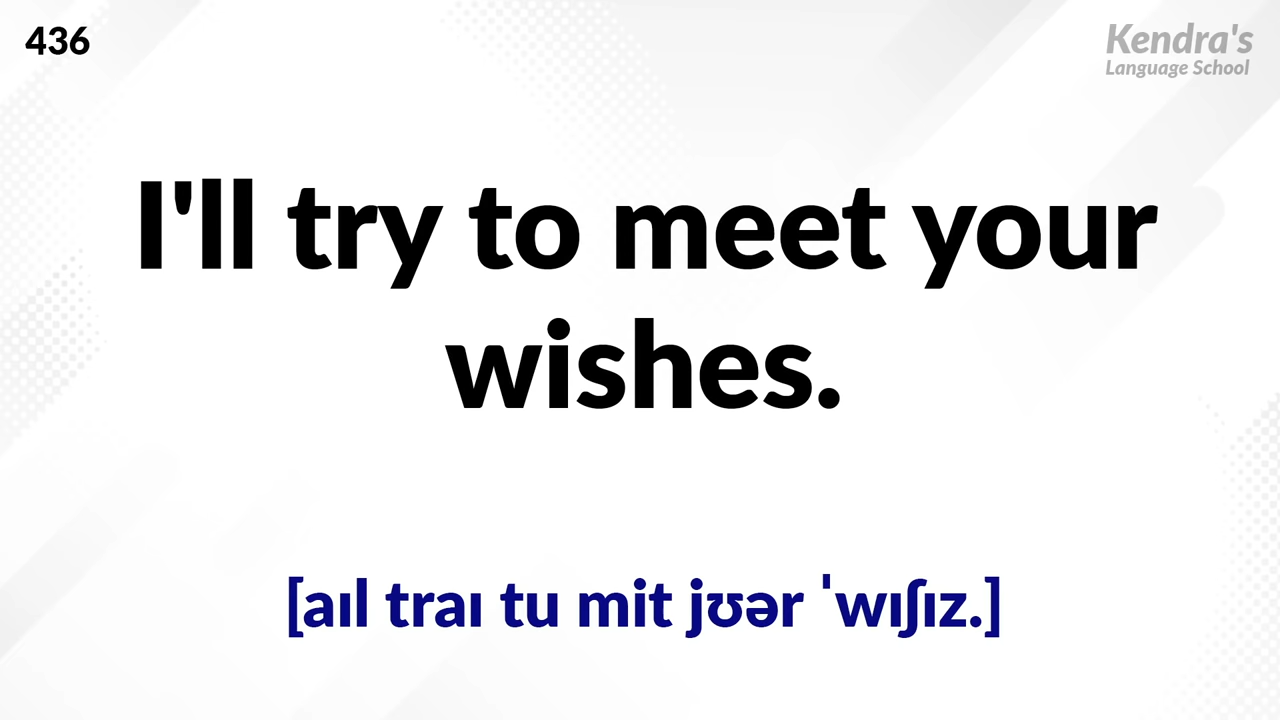 436
Kendra's
Language School
I'll try to meet your
wishes.
[aɪl traɪ tu mit jʊər ˈwɪʃɪz.]